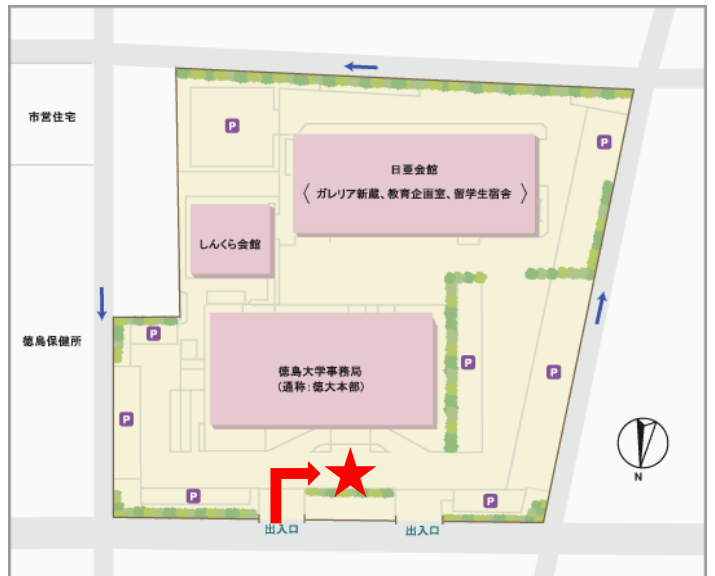 市営住宅
P
P
日亜会館
〈 ガレリア新蔵、教育企画室、留学生宿舎 〉
しんくら会館
徳島保健所
P
P
徳島大学事務局
(通称:徳大本部)
P
P
P
P
N
出入口
出入口